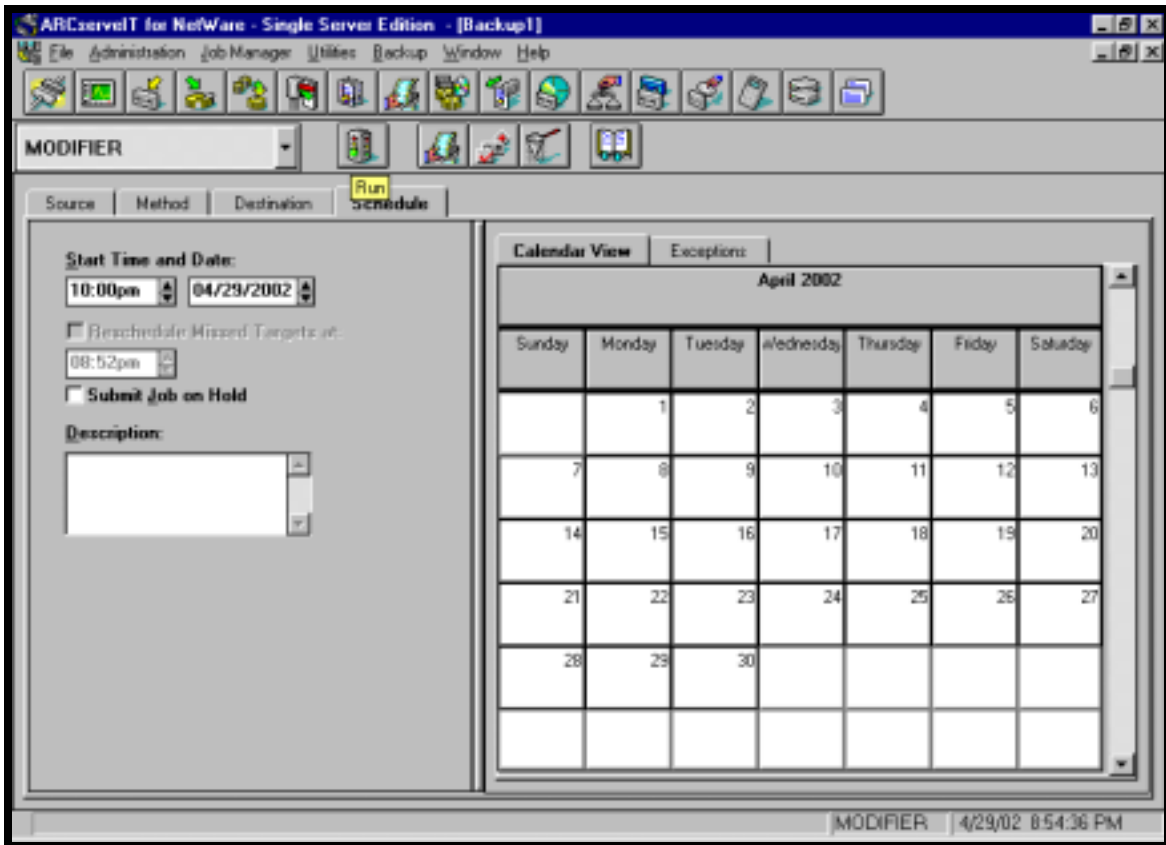 ARCserveIT for NetWare - Single Server Edition - [Backup1]
File Administration Job Manager Utilities Backup Window Help
MODIFIER
Run
Source Method Destination Schedule
Start Time and Date:
10:00pm 04/29/2002
Reschedule Missed Targets at:
08:52pm
Submit Job on Hold
Description:
Calendar View Exceptions
April 2002
Sunday Monday Tuesday Wednesday Thursday Friday Saturday
1 2 3 4 5 6
7 8 9 10 11 12 13
14 15 16 17 18 19 20
21 22 23 24 25 26 27
28 29 30
MODIFIER 4/29/02 8:54:36 PM